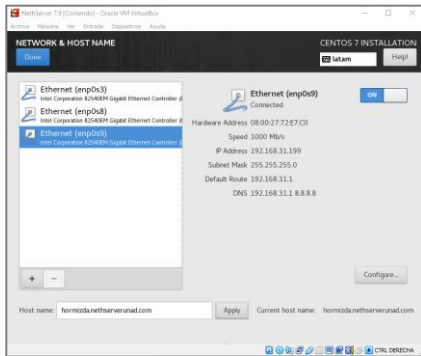 NethServer 7.9 [Corriendo] - Oracle VM VirtualBox
Archivo Máquina Ver Entrada Dispositivos Ayuda
NETWORK & HOST NAME
CENTOS 7 INSTALLATION
Done
latam
Help!
Ethernet (enp0s3)
Intel Corporation 82540EM Gigabit Ethernet Controller (
Ethernet (enp0s8)
Intel Corporation 82540EM Gigabit Ethernet Controller (
Ethernet (enp0s9)
Intel Corporation 82540EM Gigabit Ethernet Controller (
Ethernet (enp0s9)
Connected
ON
Hardware Address 08:00:27:72:E7:C0
Speed 1000 Mb/s
IP Address 192.168.31.199
Subnet Mask 255.255.255.0
Default Route 192.168.31.1
DNS 192.168.31.1 8.8.8.8
+ −
Configure...
Host name: hormizda.nethserverunad.com Apply Current host name: hormizda.nethserverunad.com
CTRL DERECHA